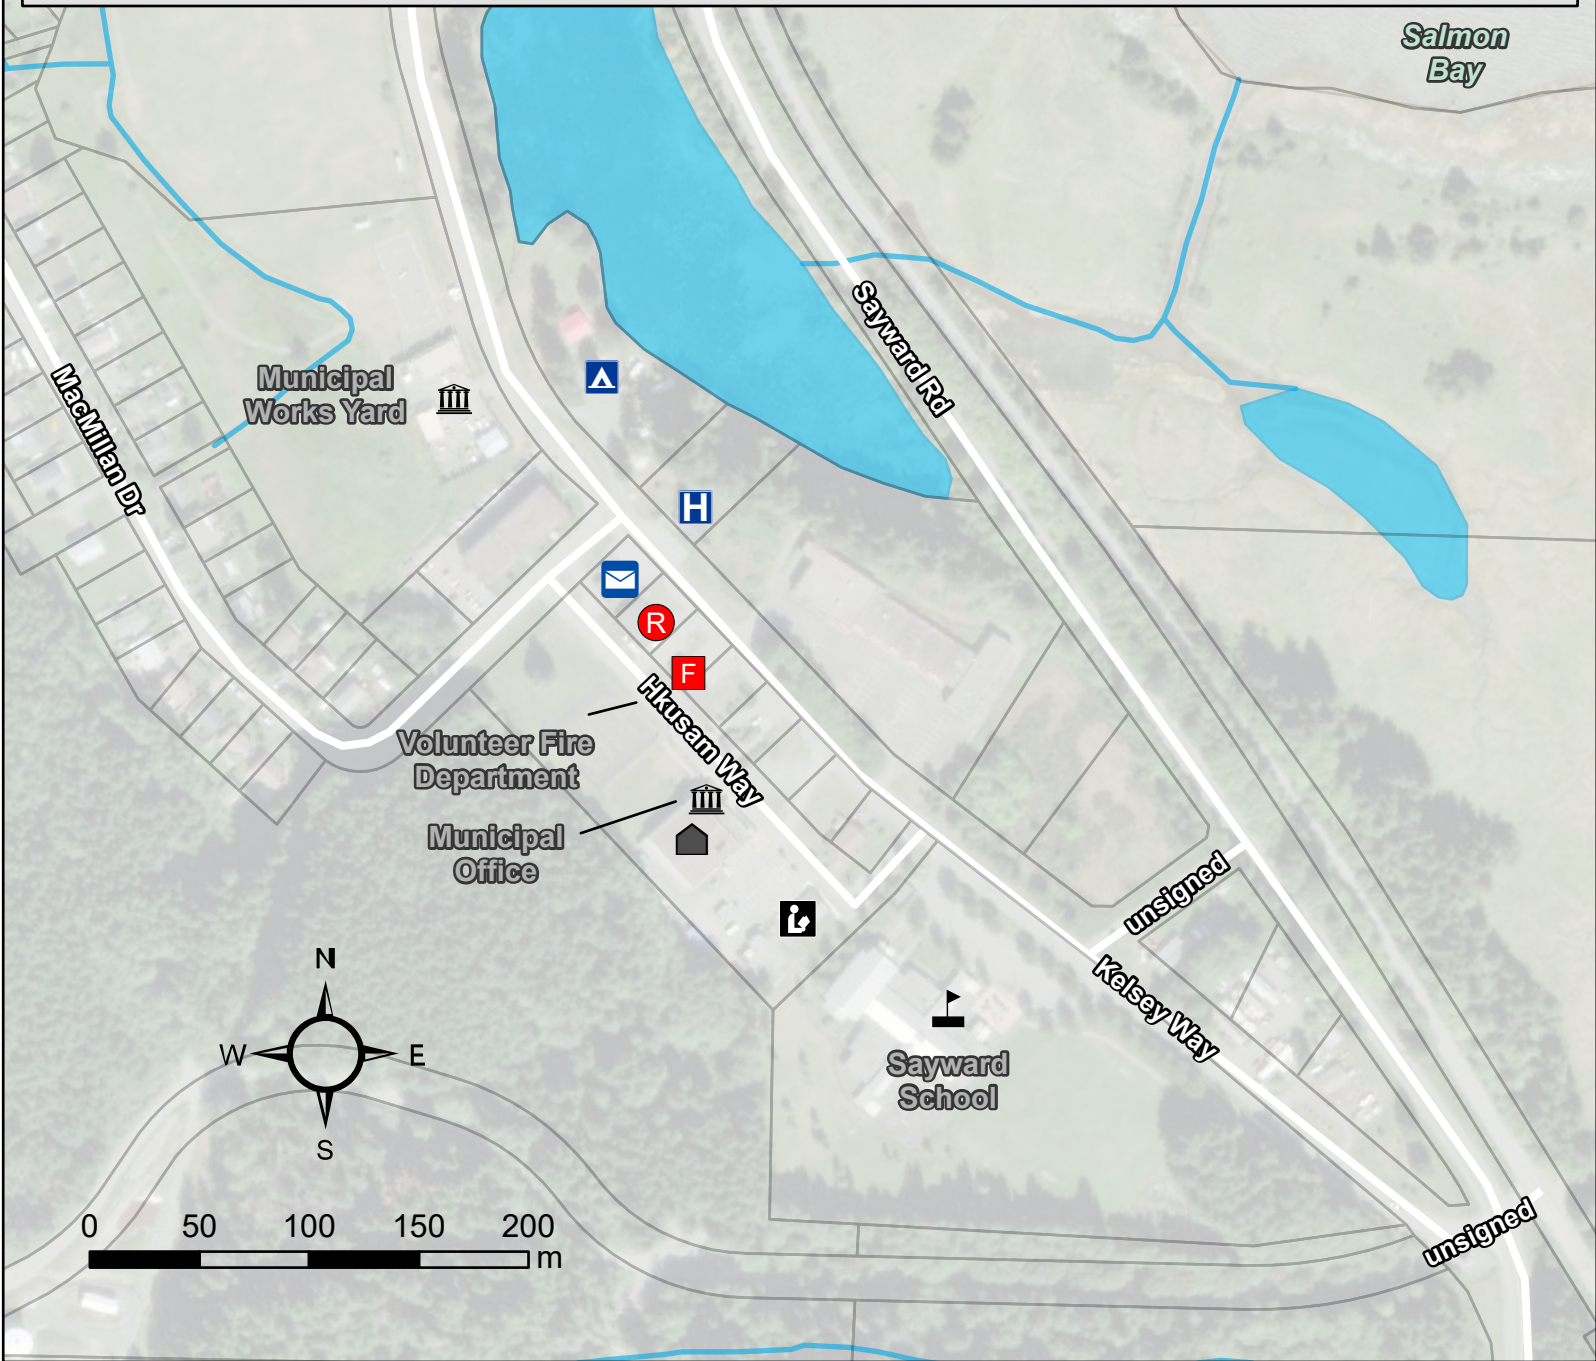 Salmon
Bay
Sayward Rd
Municipal
Works Yard
MacMillan Dr
H
R
F
Hkusam Way
Volunteer Fire
Department
Municipal
Office
unsigned
Kelsey Way
N
W
E
S
Sayward
School
unsigned
0 50 100 150 200
m